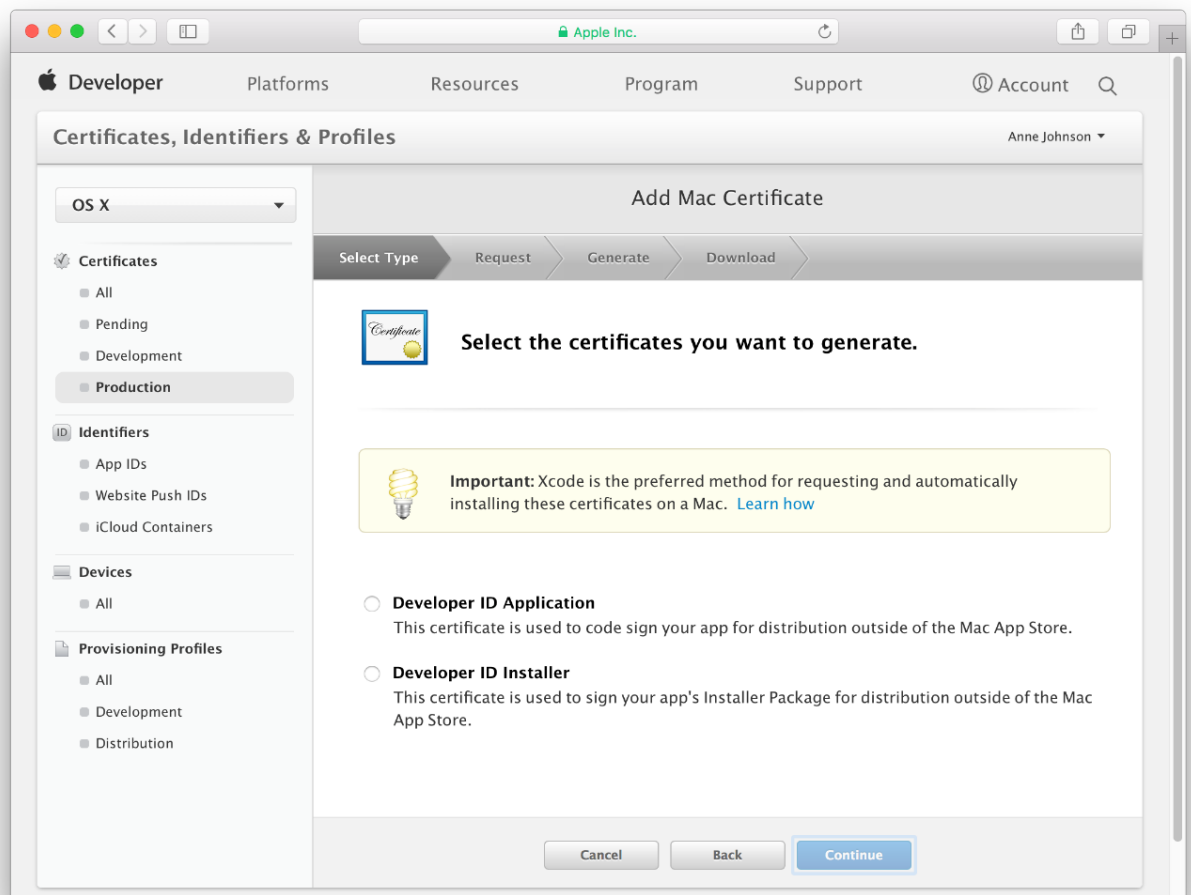 Apple Inc.
Developer
Platforms
Resources
Program
Support
Account
Certificates, Identifiers & Profiles
Anne Johnson
OS X
Certificates
All
Pending
Development
Production
ID Identifiers
App IDs
Website Push IDs
iCloud Containers
Devices
All
Provisioning Profiles
All
Development
Distribution
Add Mac Certificate
Select Type
Request
Generate
Download
Certificate
Select the certificates you want to generate.
Important: Xcode is the preferred method for requesting and automatically
installing these certificates on a Mac. Learn how
Developer ID Application
This certificate is used to code sign your app for distribution outside of the Mac App Store.
Developer ID Installer
This certificate is used to sign your app's Installer Package for distribution outside of the Mac
App Store.
Cancel
Back
Continue